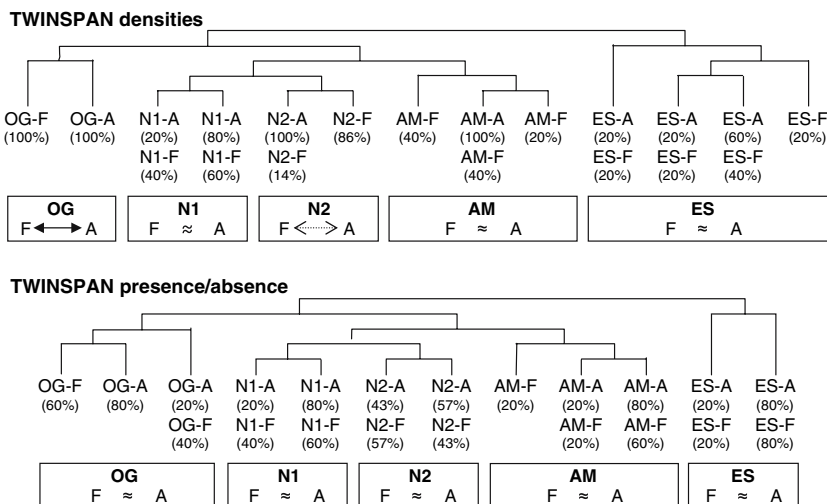 TWINSPAN densities
OG-F OG-A N1-A N1-A N2-A N2-F AM-F AM-A AM-F ES-A ES-A ES-A ES-F
(100%) (100%) (20%) (80%) (100%) (86%) (40%) (100%) (20%) (20%) (20%) (60%) (20%)
N1-F N1-F N2-F AM-F ES-F ES-F ES-F
(40%) (60%) (14%) (40%) (20%) (20%) (40%)
OG N1 N2 AM ES
F A F ≈ A F A F ≈ A F ≈ A
TWINSPAN presence/absence
OG-F OG-A OG-A N1-A N1-A N2-A N2-A AM-F AM-A AM-A ES-A ES-A
(60%) (80%) (20%) (20%) (80%) (43%) (57%) (20%) (20%) (80%) (20%) (80%)
OG-F N1-F N1-F N2-F N2-F AM-F AM-F ES-F ES-F
(40%) (40%) (60%) (57%) (43%) (20%) (60%) (20%) (80%)
OG N1 N2 AM ES
F ≈ A F ≈ A F ≈ A F ≈ A F ≈ A